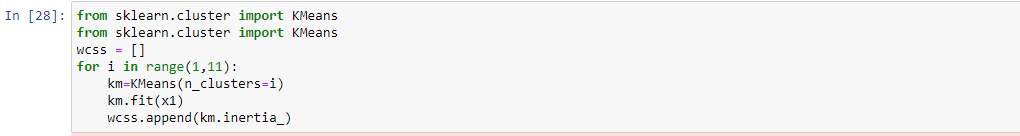 In [28]: from sklearn.cluster import KMeans
from sklearn.cluster import KMeans
wcss = []
for i in range(1,11):
    km=KMeans(n_clusters=i)
    km.fit(x1)
    wcss.append(km.inertia_)